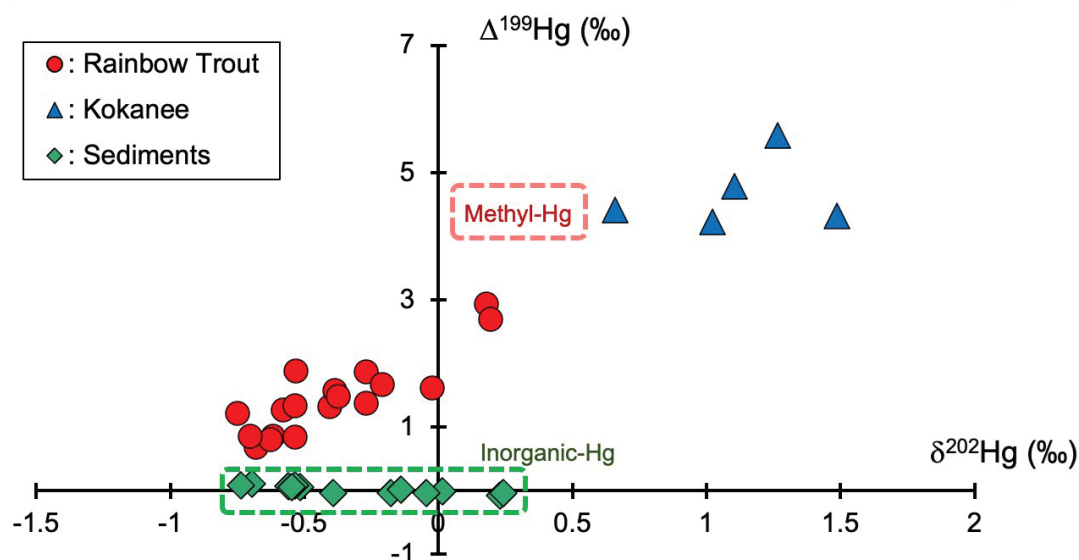 Δ¹⁹⁹Hg (‰)
7
: Rainbow Trout
: Kokanee
: Sediments
5
Methyl-Hg
3
1
Inorganic-Hg
δ²⁰²Hg (‰)
-1.5 -1 -0.5 0 0.5 1 1.5 2
-1